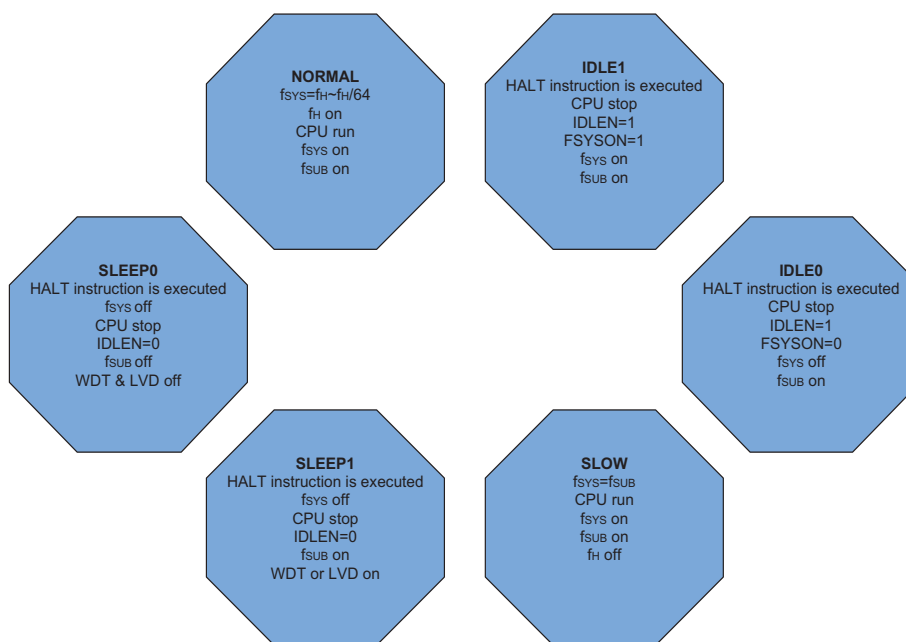 NORMAL
fSYS=fH~fH/64
fH on
CPU run
fSYS on
fSUB on
IDLE1
HALT instruction is executed
CPU stop
IDLEN=1
FSYSON=1
fSYS on
fSUB on
SLEEP0
HALT instruction is executed
fSYS off
CPU stop
IDLEN=0
fSUB off
WDT & LVD off
IDLE0
HALT instruction is executed
CPU stop
IDLEN=1
FSYSON=0
fSYS off
fSUB on
SLEEP1
HALT instruction is executed
fSYS off
CPU stop
IDLEN=0
fSUB on
WDT or LVD on
SLOW
fSYS=fSUB
CPU run
fSYS on
fSUB on
fH off